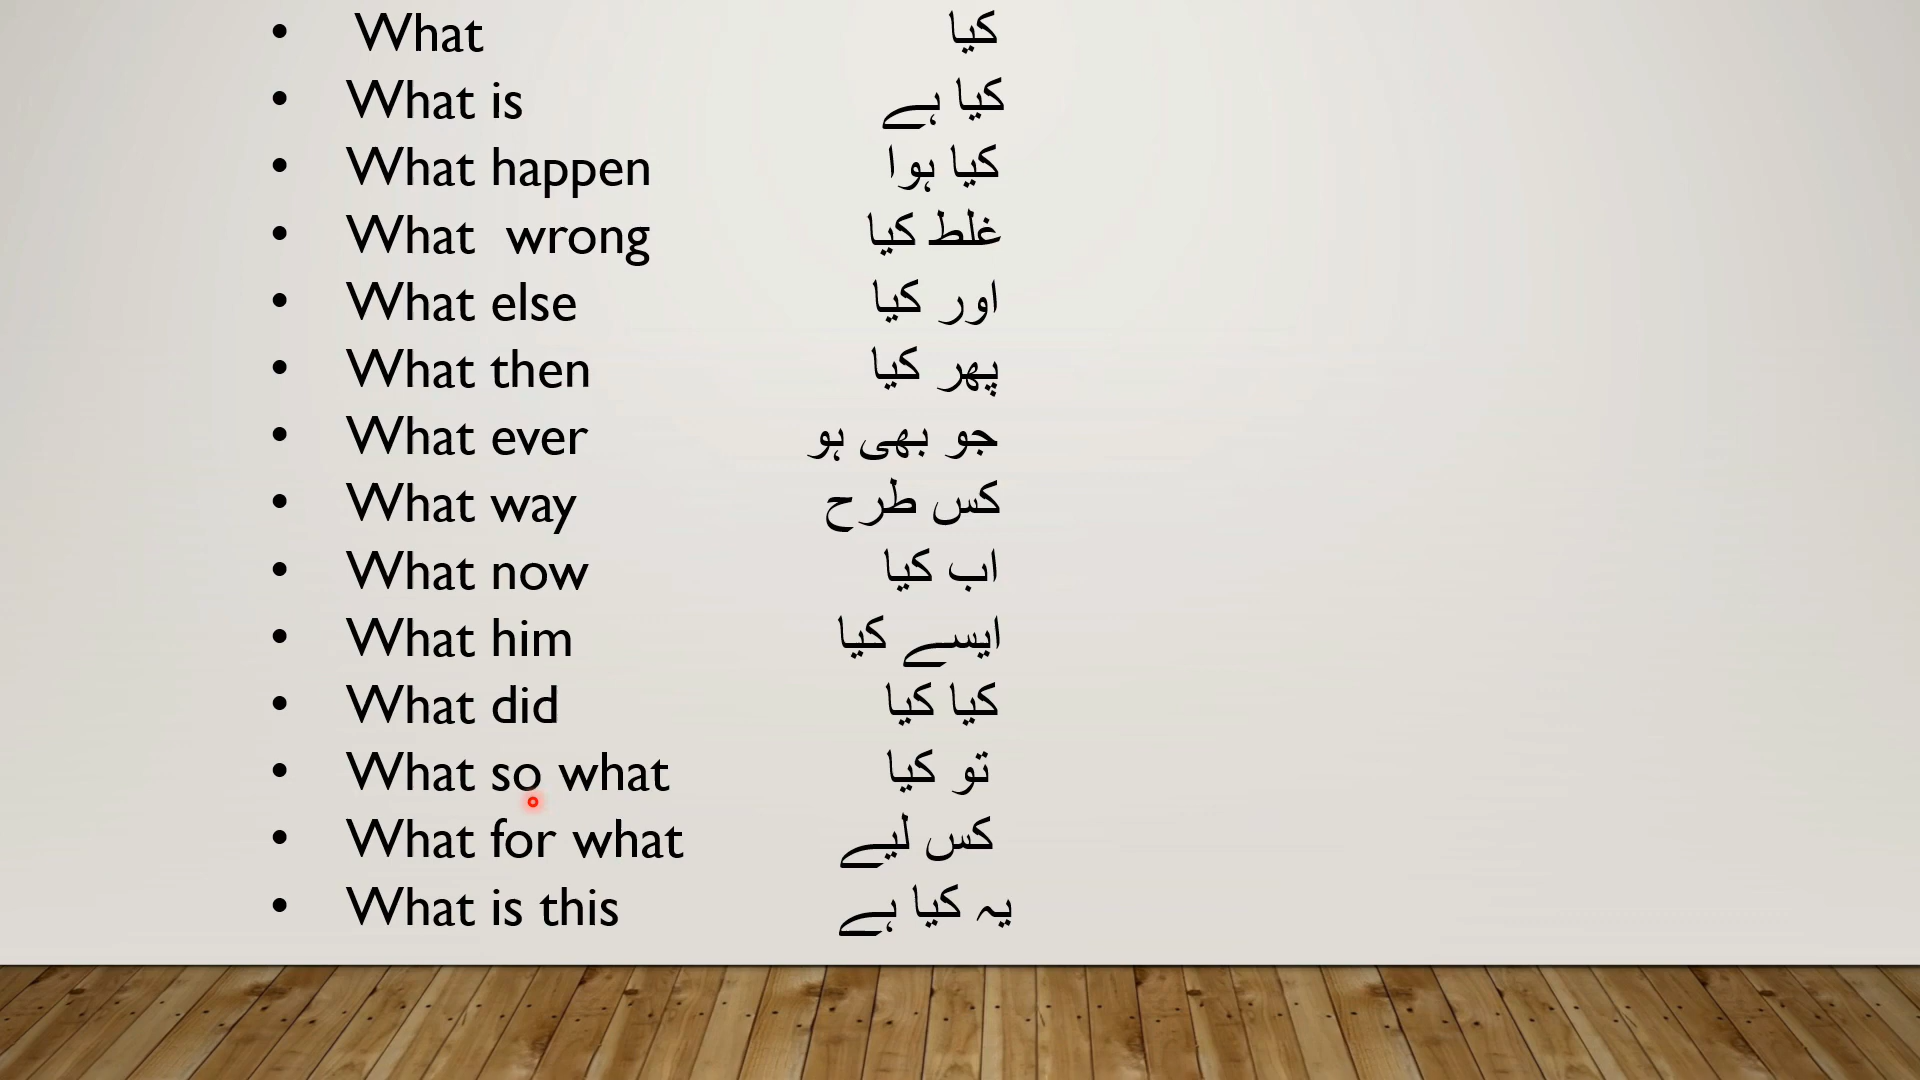 • What کیا
• What is کیا ہے
• What happen کیا ہوا
• What wrong غلط کیا
• What else اور کیا
• What then پھر کیا
• What ever جو بھی ہو
• What way کس طرح
• What now اب کیا
• What him ایسے کیا
• What did کیا کیا
• What so what تو کیا
• What for what کس لیے
• What is this یہ کیا ہے